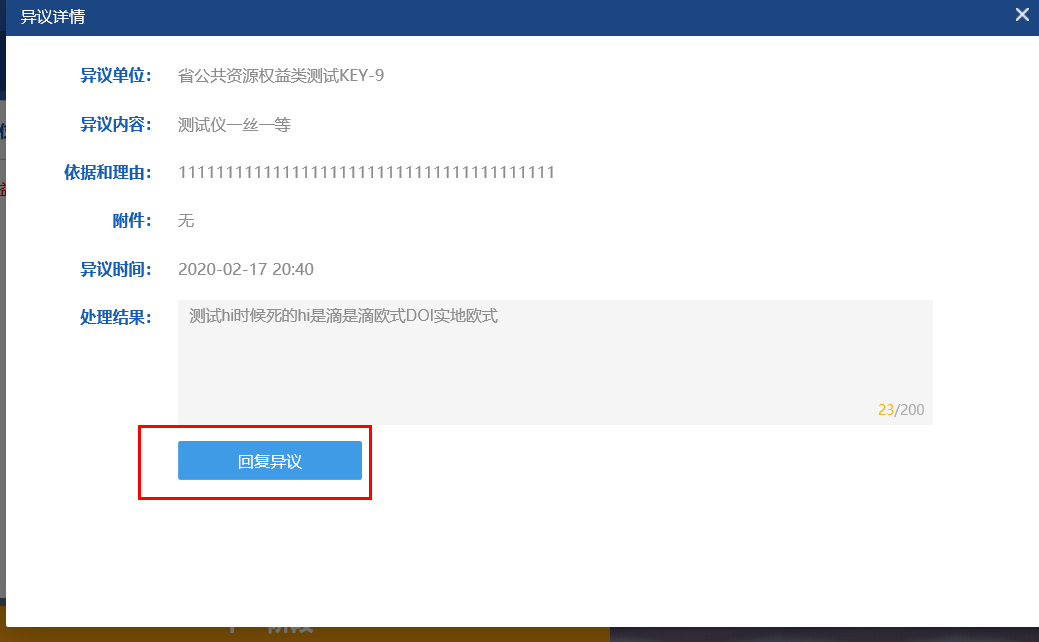 异议详情
异议单位： 省公共资源权益类测试KEY-9
异议内容： 测试仪一丝一等
依据和理由： 11111111111111111111111111111111111111111
附件： 无
异议时间： 2020-02-17 20:40
处理结果： 测试hi时候死的hi是滴是滴欧式DOI实地欧式
23/200
回复异议